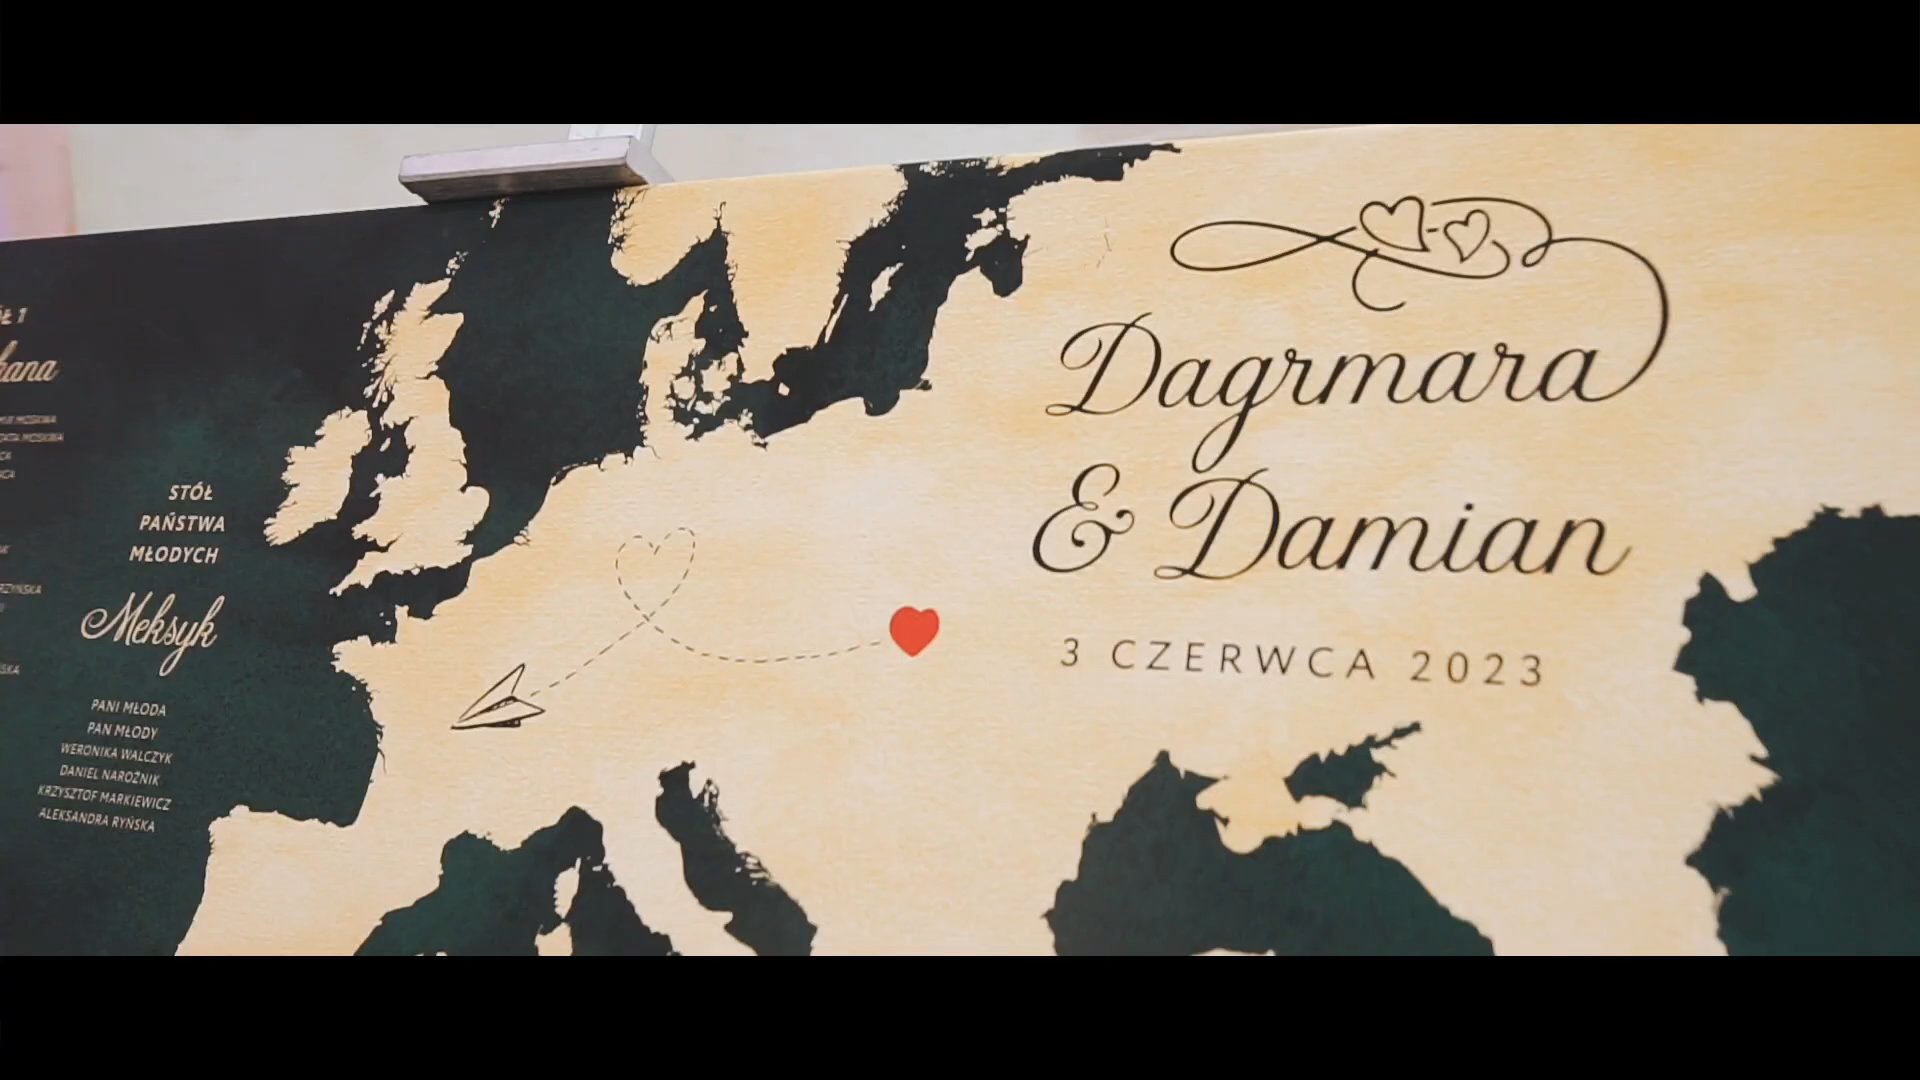 STÓŁ
PAŃSTWA
MŁODYCH
Meksyk
PANI MŁODA
PAN MŁODY
WERONIKA WALCZYK
DANIEL NAROŻNIK
KRZYSZTOF MARKIEWICZ
ALEKSANDRA RYŃSKA
Dagrmara
& Damian
3 CZERWCA 2023